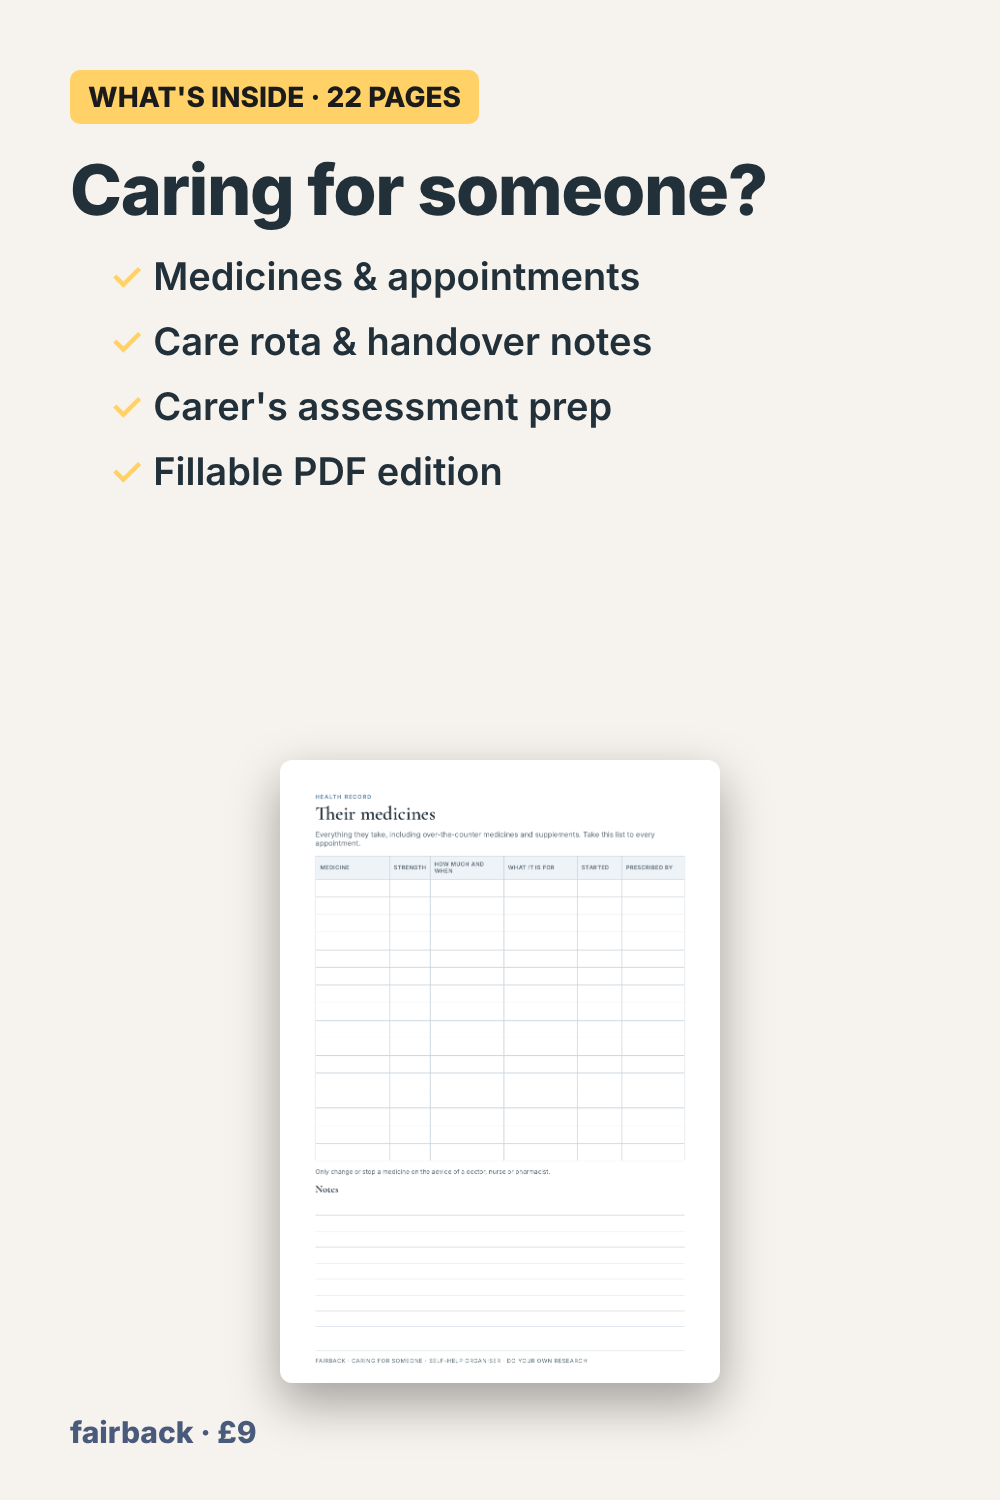 WHAT'S INSIDE · 22 PAGES
Caring for someone?
Medicines & appointments
Care rota & handover notes
Carer's assessment prep
Fillable PDF edition
HEALTH RECORD
Their medicines
Everything they take, including over-the-counter medicines and supplements. Take this list to every
appointment.
MEDICINE STRENGTH HOW MUCH AND WHEN WHAT IT IS FOR STARTED PRESCRIBED BY
Only change or stop a medicine on the advice of a doctor, nurse or pharmacist.
Notes
FAIRBACK · CARING FOR SOMEONE · SELF-HELP ORGANISER · DO YOUR OWN RESEARCH
fairback · £9